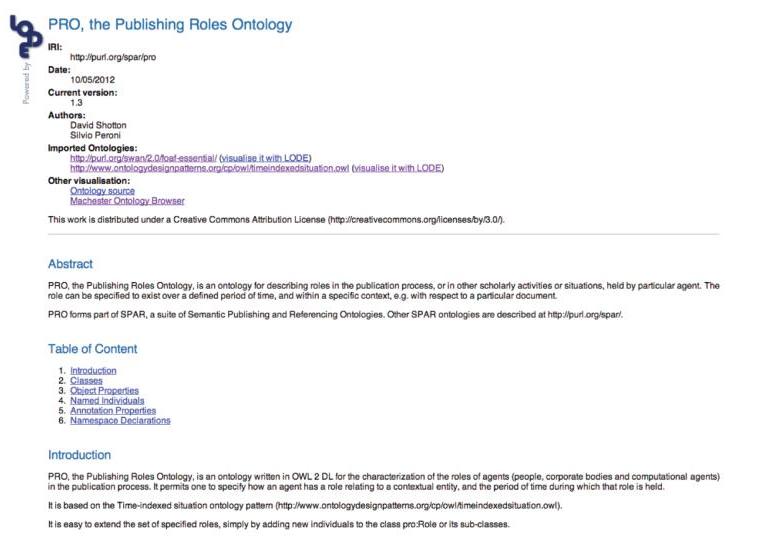 PRO, the Publishing Roles Ontology
LODE
Powered by
IRI:
http://purl.org/spar/pro
Date:
10/05/2012
Current version:
1.3
Authors:
David Shotton
Silvio Peroni
Imported Ontologies:
http://purl.org/swan/2.0/foaf-essential/ (visualise it with LODE)
http://www.ontologydesignpatterns.org/cp/owl/timeindexedsituation.owl (visualise it with LODE)
Other visualisation:
Ontology source
Machester Ontology Browser
This work is distributed under a Creative Commons Attribution License (http://creativecommons.org/licenses/by/3.0/).
Abstract
PRO, the Publishing Roles Ontology, is an ontology for describing roles in the publication process, or in other scholarly activities or situations, held by particular agent. The
role can be specified to exist over a defined period of time, and within a specific context, e.g. with respect to a particular document.
PRO forms part of SPAR, a suite of Semantic Publishing and Referencing Ontologies. Other SPAR ontologies are described at http://purl.org/spar/.
Table of Content
1. Introduction
2. Classes
3. Object Properties
4. Named Individuals
5. Annotation Properties
6. Namespace Declarations
Introduction
PRO, the Publishing Roles Ontology, is an ontology written in OWL 2 DL for the characterization of the roles of agents (people, corporate bodies and computational agents)
in the publication process. It permits one to specify how an agent has a role relating to a contextual entity, and the period of time during which that role is held.
It is based on the Time-indexed situation ontology pattern (http://www.ontologydesignpatterns.org/cp/owl/timeindexedsituation.owl).
It is easy to extend the set of specified roles, simply by adding new individuals to the class pro:Role or its sub-classes.